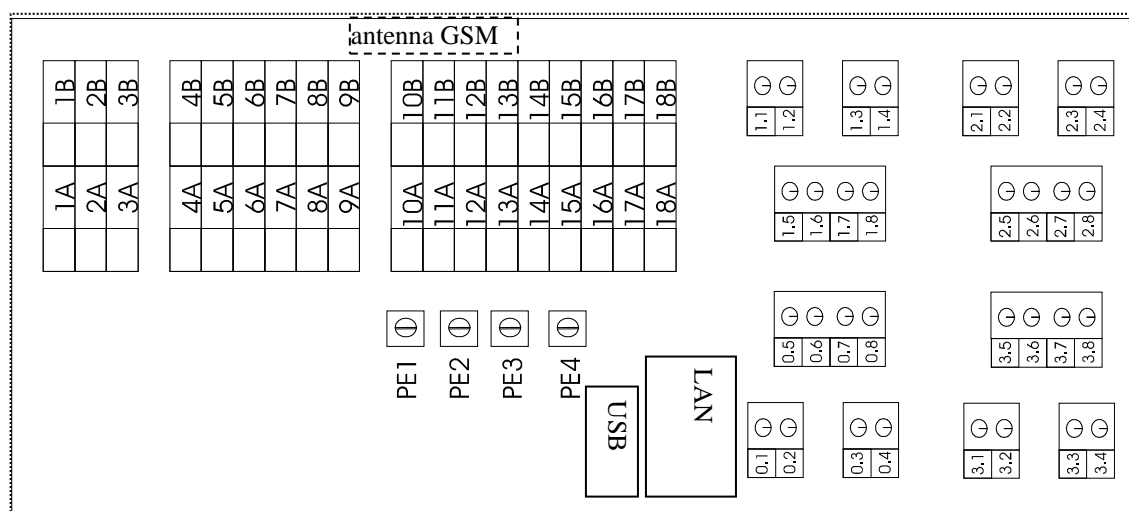 antenna GSM
1B 2B 3B 4B 5B 6B 7B 8B 9B 10B 11B 12B 13B 14B 15B 16B 17B 18B
1.1 1.2 1.3 1.4 2.1 2.2 2.3 2.4
1A 2A 3A 4A 5A 6A 7A 8A 9A 10A 11A 12A 13A 14A 15A 16A 17A 18A
1.5 1.6 1.7 1.8 2.5 2.6 2.7 2.8
0.5 0.6 0.7 0.8 3.5 3.6 3.7 3.8
PE1 PE2 PE3 PE4
LAN
USB
0.1 0.2 0.3 0.4 3.1 3.2 3.3 3.4